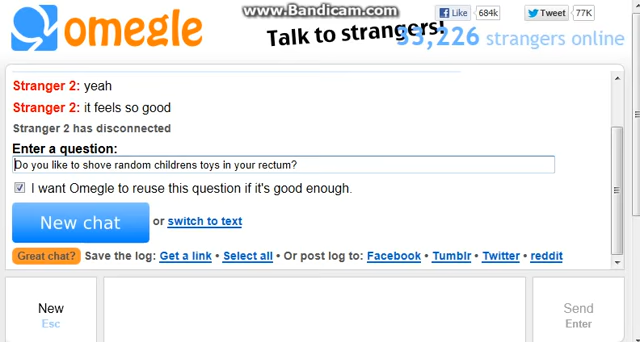 www.Bandicam.com
Like 684k Tweet 77K
omegle Talk to strangers! 33,226 strangers online
Stranger 2: yeah
Stranger 2: it feels so good
Stranger 2 has disconnected
Enter a question:
Do you like to shove random childrens toys in your rectum?
I want Omegle to reuse this question if it's good enough.
New chat or switch to text
Great chat? Save the log: Get a link • Select all • Or post log to: Facebook • Tumblr • Twitter • reddit
New Send
Esc Enter